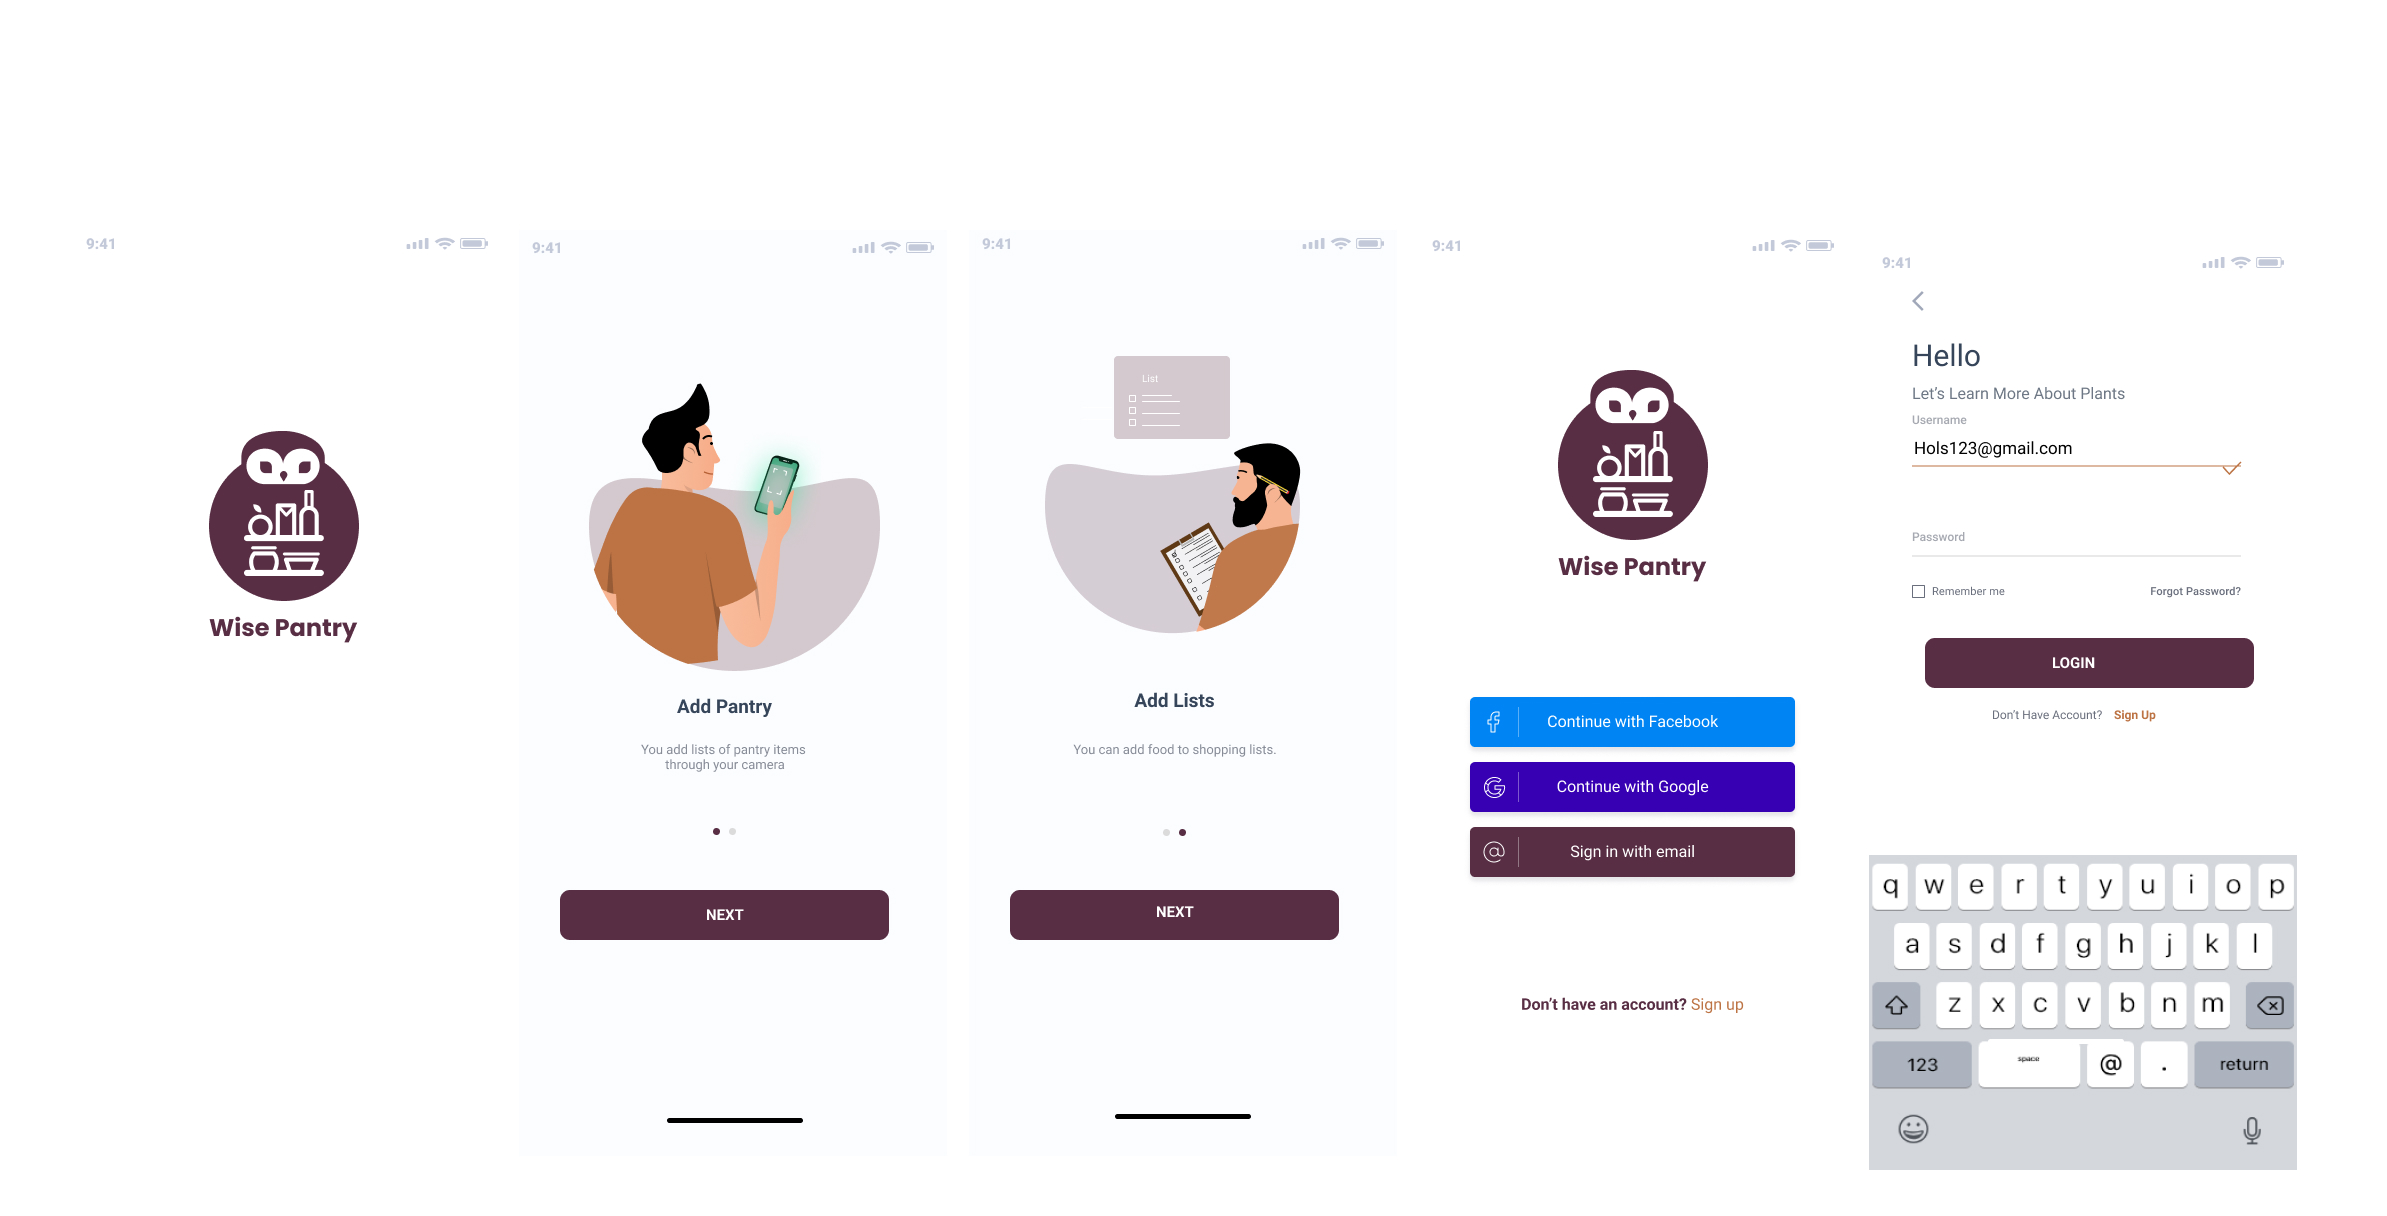 9:41
Wise Pantry
9:41
Add Pantry
You add lists of pantry items
through your camera
NEXT
9:41
List
Add Lists
You can add food to shopping lists.
NEXT
9:41
Wise Pantry
Continue with Facebook
Continue with Google
Sign in with email
Don't have an account? Sign up
9:41
Hello
Let's Learn More About Plants
Username
Hols123@gmail.com
Password
Remember me Forgot Password?
LOGIN
Don't Have Account? Sign Up
q w e r t y u i o p
a s d f g h j k l
z x c v b n m
123 space @ . return